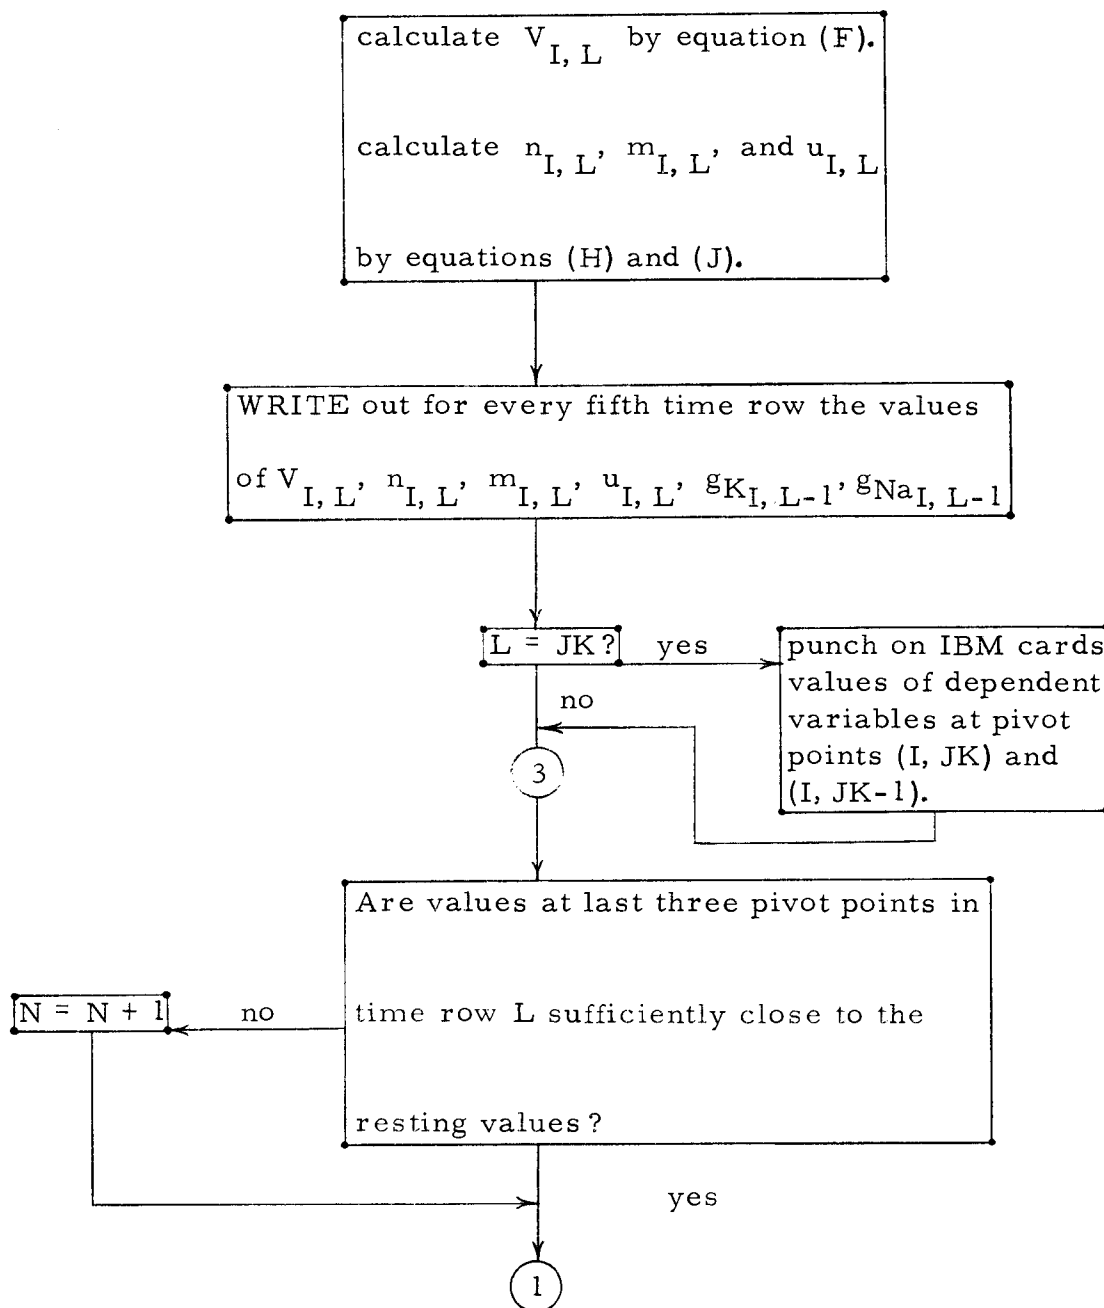 calculate V_{I, L} by equation (F).
calculate n_{I, L}, m_{I, L}, and u_{I, L}
by equations (H) and (J).
WRITE out for every fifth time row the values
of V_{I, L}, n_{I, L}, m_{I, L}, u_{I, L}, g_{K_{I, L-1}}, g_{Na_{I, L-1}}
L = JK?
yes
punch on IBM cards
values of dependent
variables at pivot
points (I, JK) and
(I, JK-1).
no
3
Are values at last three pivot points in
time row L sufficiently close to the
resting values?
no
N = N + 1
yes
1